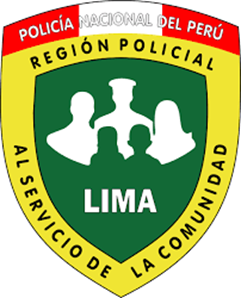 POLICÍA NACIONAL DEL PERÚ
REGIÓN POLICIAL
LIMA
AL SERVICIO DE LA COMUNIDAD